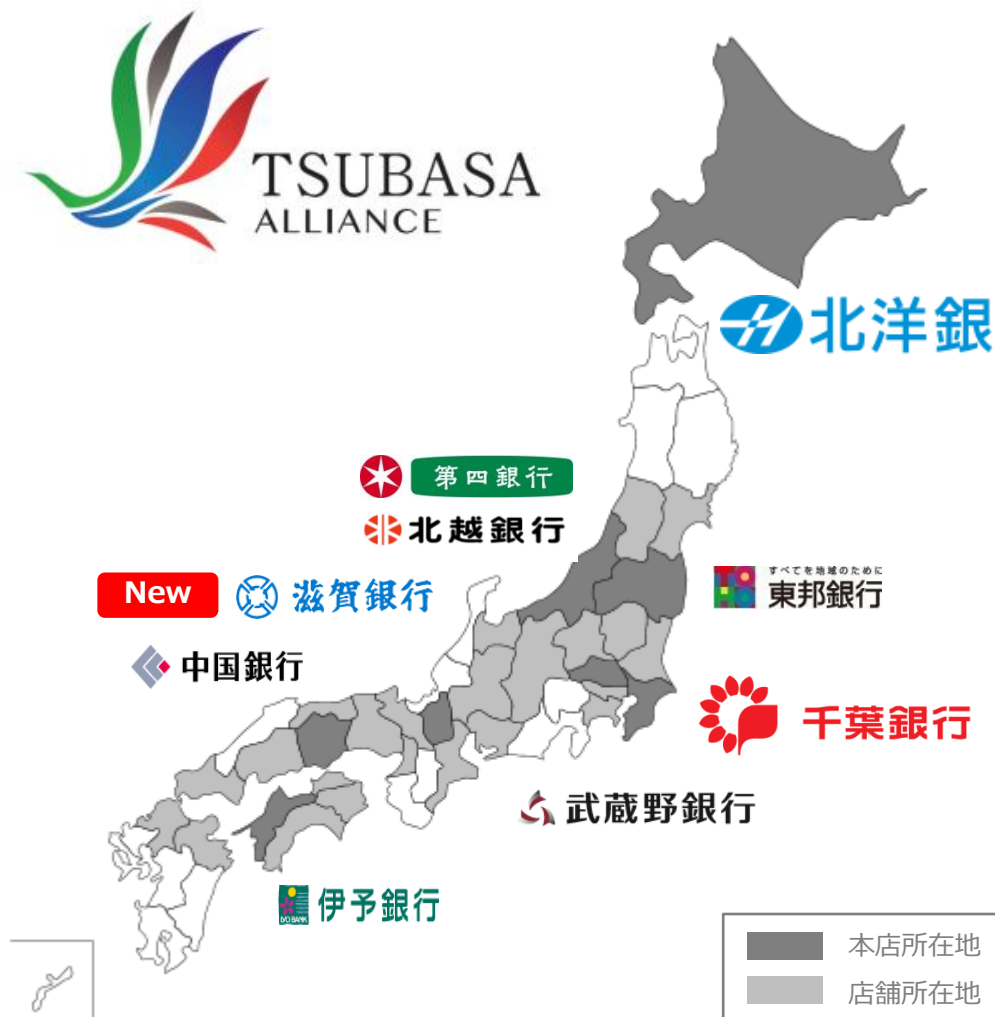 TSUBASA
ALLIANCE
北洋銀
第四銀行
北越銀行
New 滋賀銀行
すべてを地域のために
東邦銀行
中国銀行
千葉銀行
武蔵野銀行
IYO BANK
伊予銀行
本店所在地
店舗所在地